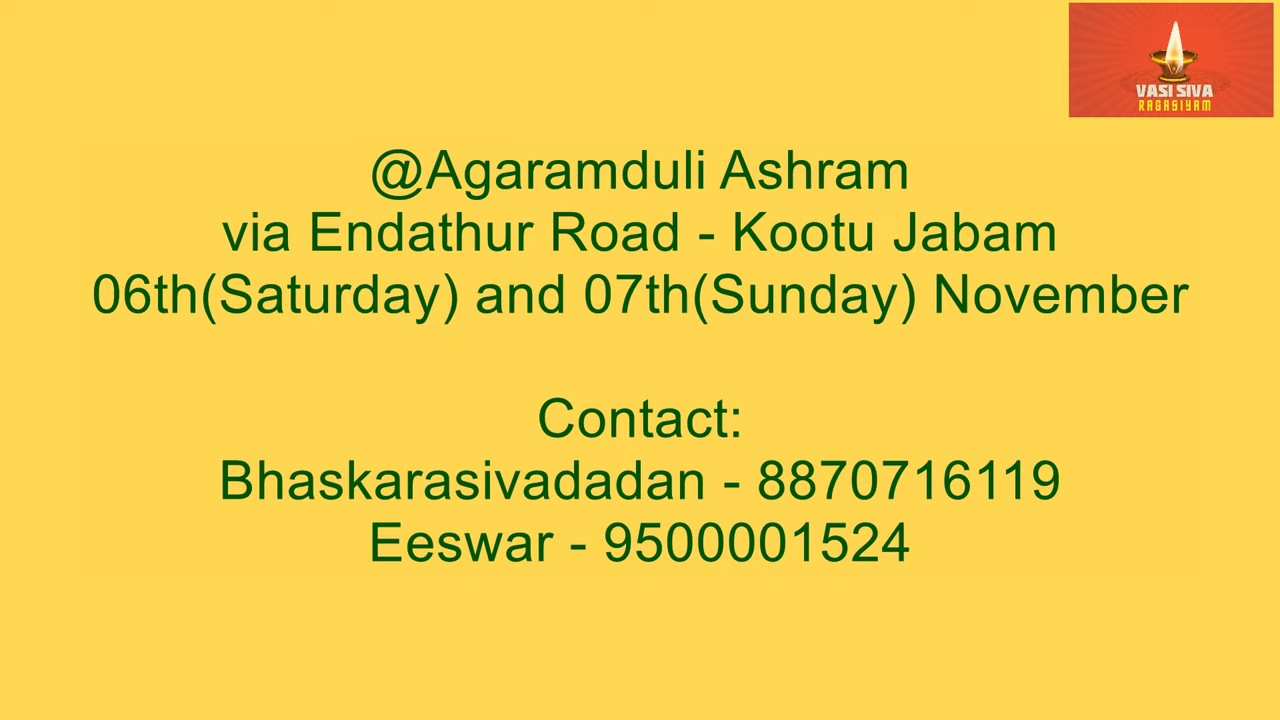 VASI SIVA
RAGASIYAM
@Agaramduli Ashram
via Endathur Road - Kootu Jabam
06th(Saturday) and 07th(Sunday) November
Contact:
Bhaskarasivadadan - 8870716119
Eeswar - 9500001524